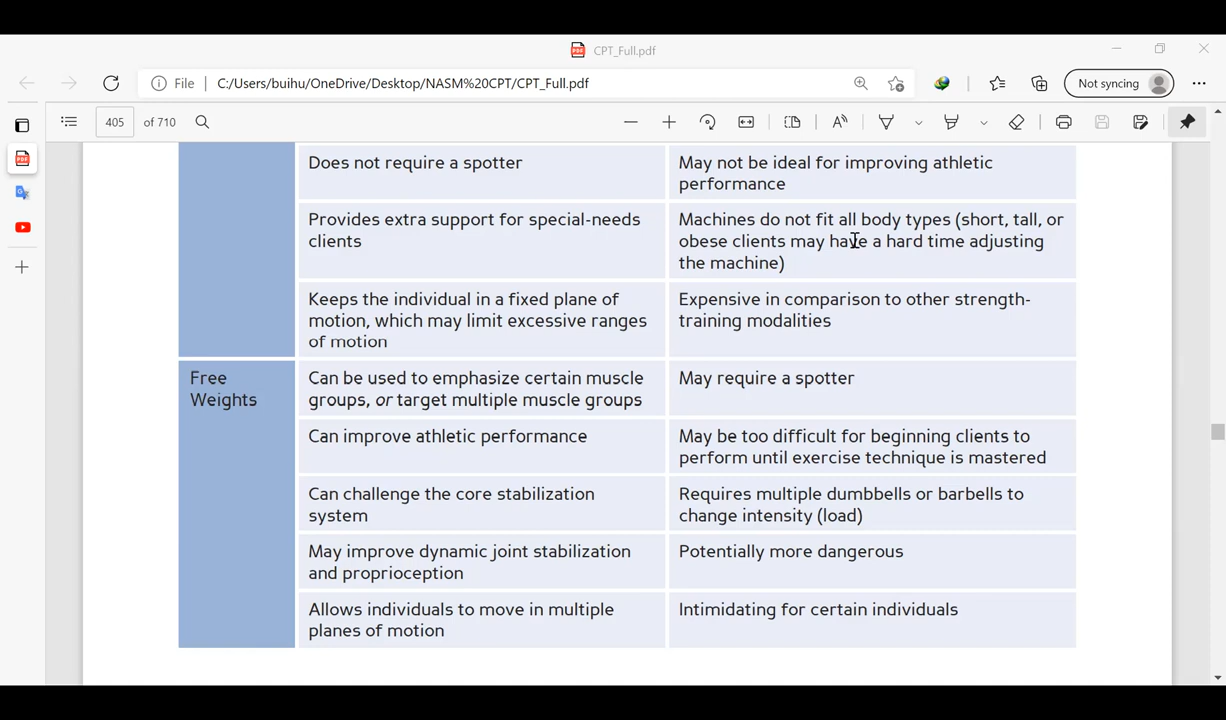 CPT_Full.pdf
File
C:/Users/buihu/OneDrive/Desktop/NASM%20CPT/CPT_Full.pdf
Not syncing
405 of 710
Does not require a spotter
May not be ideal for improving athletic
performance
Provides extra support for special-needs
clients
Machines do not fit all body types (short, tall, or
obese clients may have a hard time adjusting
the machine)
Keeps the individual in a fixed plane of
motion, which may limit excessive ranges
of motion
Expensive in comparison to other strength-
training modalities
Free
Weights
Can be used to emphasize certain muscle
groups, or target multiple muscle groups
May require a spotter
Can improve athletic performance
May be too difficult for beginning clients to
perform until exercise technique is mastered
Can challenge the core stabilization
system
Requires multiple dumbbells or barbells to
change intensity (load)
May improve dynamic joint stabilization
and proprioception
Potentially more dangerous
Allows individuals to move in multiple
planes of motion
Intimidating for certain individuals